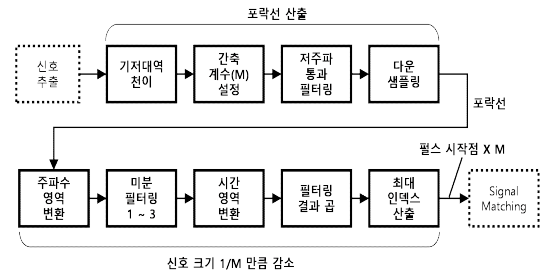 포락선 산출
신호
추출
기저대역
천이
간축
계수(M)
설정
저주파
통과
필터링
다운
샘플링
포락선
펄스 시작점 X M
주파수
영역
변환
미분
필터링
1 ~ 3
시간
영역
변환
필터링
결과 곱
최대
인덱스
산출
Signal
Matching
신호 크기 1/M 만큼 감소